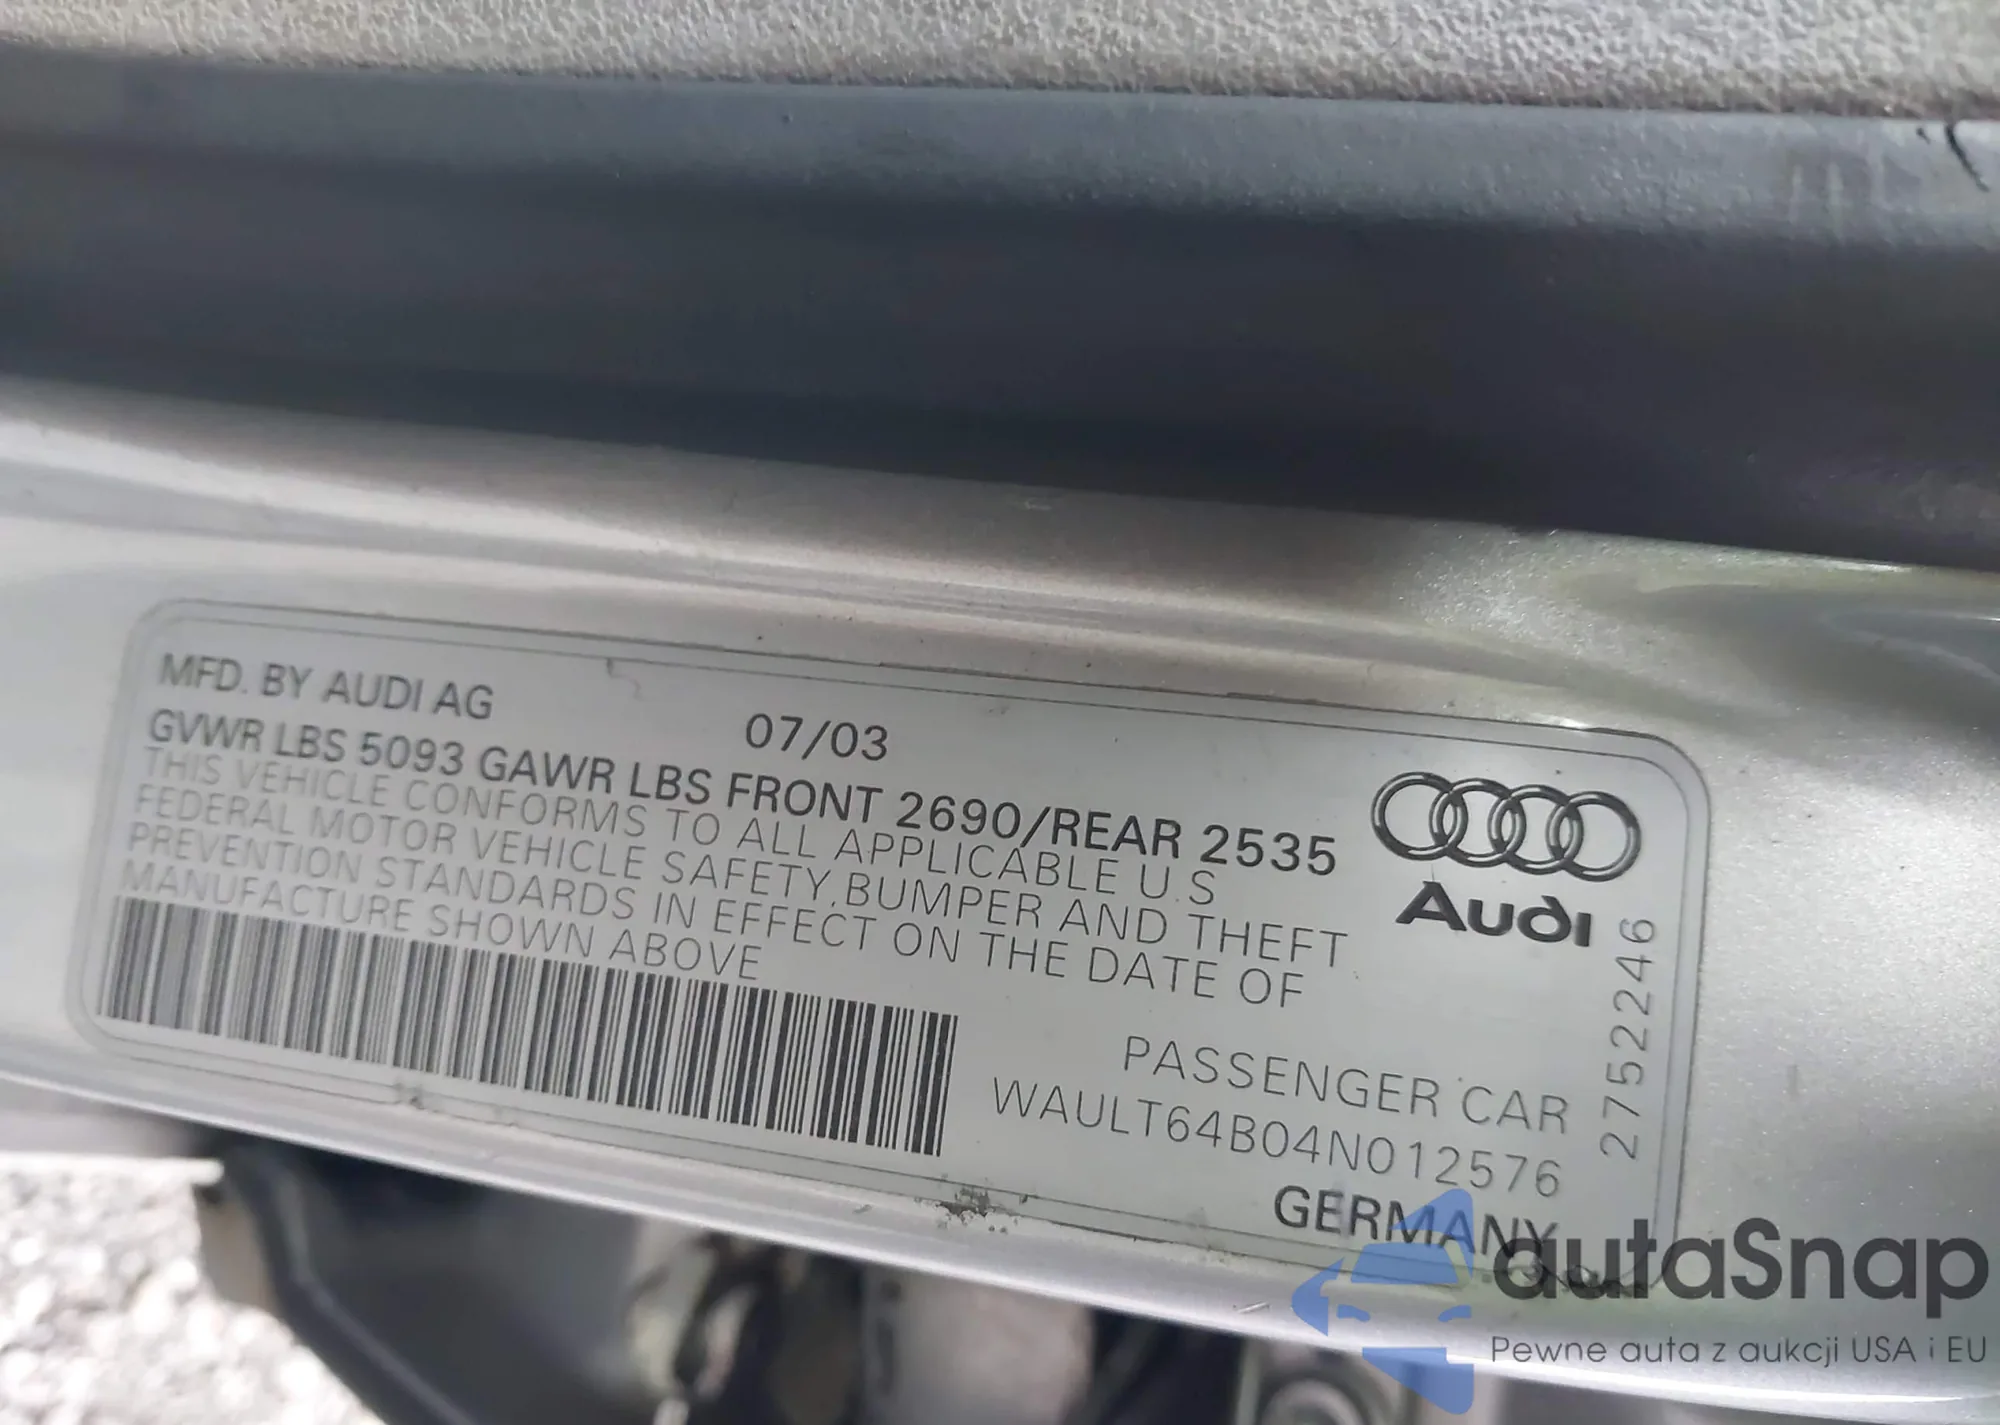 MFD. BY AUDI AG
07/03
GVWR LBS 5093 GAWR LBS FRONT 2690/REAR 2535
THIS VEHICLE CONFORMS TO ALL APPLICABLE U.S
FEDERAL MOTOR VEHICLE SAFETY, BUMPER AND THEFT
PREVENTION STANDARDS IN EFFECT ON THE DATE OF
MANUFACTURE SHOWN ABOVE
Audi
2752246
PASSENGER CAR
WAULT64B04N012576
GERMANY
autaSnap
Pewne auta z aukcji USA i EU